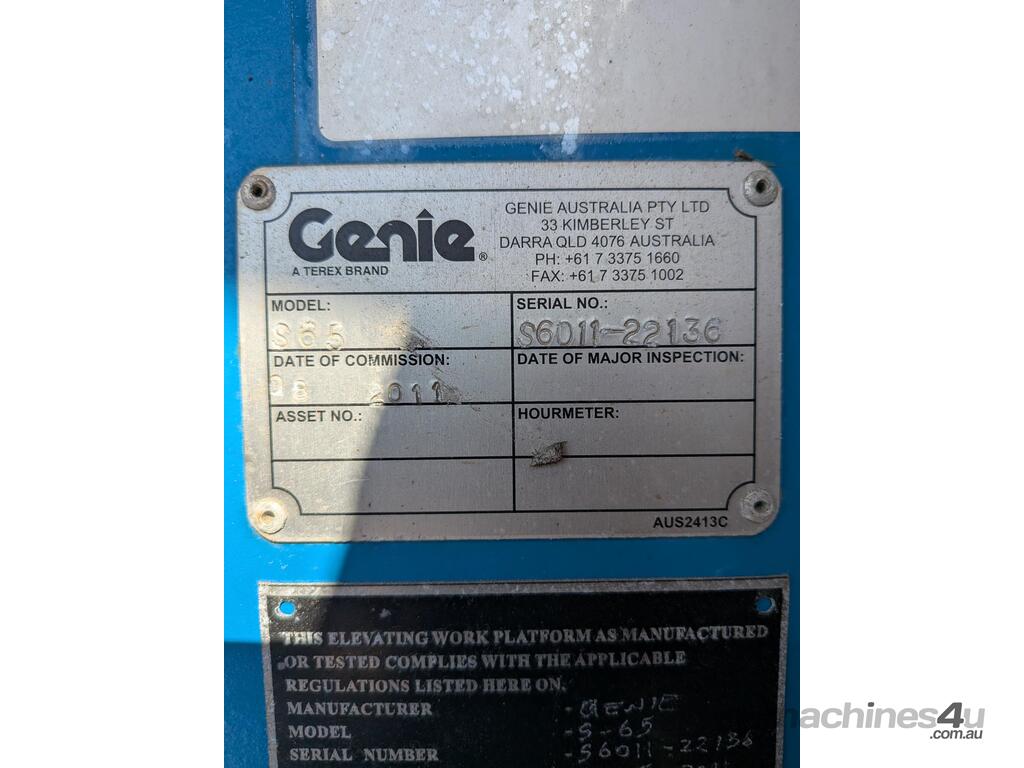 Genie®
A TEREX BRAND
GENIE AUSTRALIA PTY LTD
33 KIMBERLEY ST
DARRA QLD 4076 AUSTRALIA
PH: +61 7 3375 1660
FAX: +61 7 3375 1002
MODEL:
S65
SERIAL NO.:
S6011-22136
DATE OF COMMISSION:
08 2011
DATE OF MAJOR INSPECTION:
ASSET NO.:
HOURMETER:
AUS2413C
THIS ELEVATING WORK PLATFORM AS MANUFACTURED
OR TESTED COMPLIES WITH THE APPLICABLE
REGULATIONS LISTED HERE ON.
MANUFACTURER - GENIE
MODEL - S-65
SERIAL NUMBER - S6011-22136
machines4u
.com.au